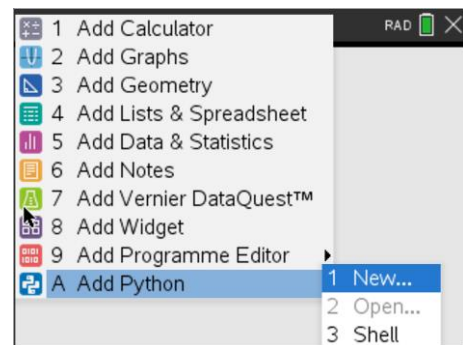 RAD
1 Add Calculator
2 Add Graphs
3 Add Geometry
4 Add Lists & Spreadsheet
5 Add Data & Statistics
6 Add Notes
7 Add Vernier DataQuest™
8 Add Widget
9 Add Programme Editor
A Add Python
1 New...
2 Open...
3 Shell